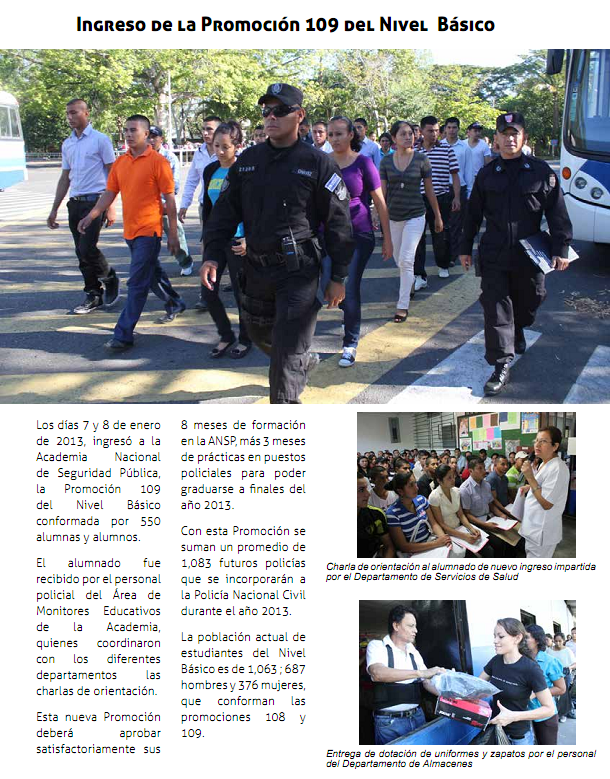 Ingreso de la Promoción 109 del Nivel Básico
Los días 7 y 8 de enero
de 2013, ingresó a la
Academia Nacional
de Seguridad Pública,
la Promoción 109
del Nivel Básico
conformada por 550
alumnas y alumnos.
El alumnado fue
recibido por el personal
policial del Área de
Monitores Educativos
de la Academia,
quienes coordinaron
con los diferentes
departamentos las
charlas de orientación.
Esta nueva Promoción
deberá aprobar
satisfactoriamente sus
8 meses de formación
en la ANSP, más 3 meses
de prácticas en puestos
policiales para poder
graduarse a finales del
año 2013.
Con esta Promoción se
suman un promedio de
1,083 futuros policías
que se incorporarán a
la Policía Nacional Civil
durante el año 2013.
La población actual de
estudiantes del Nivel
Básico es de 1,063 ; 687
hombres y 376 mujeres,
que conforman las
promociones 108 y
109.
Charla de orientación al alumnado de nuevo ingreso impartida
por el Departamento de Servicios de Salud
Entrega de dotación de uniformes y zapatos por el personal
del Departamento de Almacenes